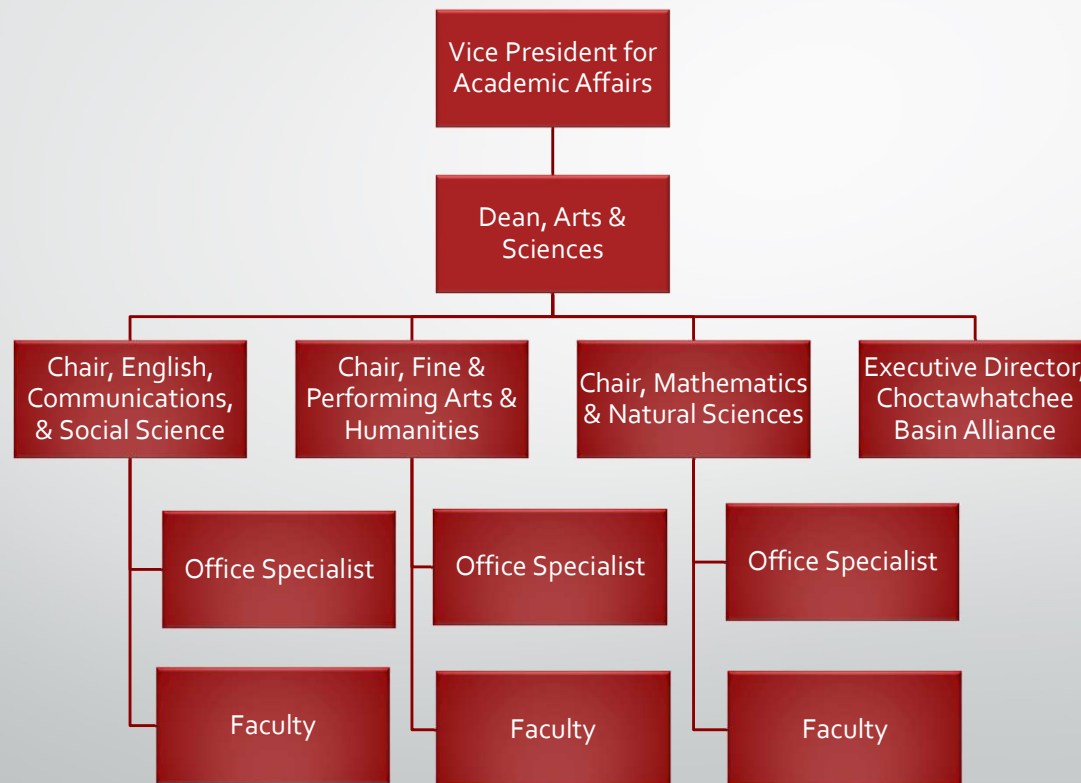 Vice President for
Academic Affairs
Dean, Arts &
Sciences
Chair, English,
Communications,
& Social Science
Chair, Fine &
Performing Arts &
Humanities
Chair, Mathematics
& Natural Sciences
Executive Director,
Choctawhatchee
Basin Alliance
Office Specialist
Office Specialist
Office Specialist
Faculty
Faculty
Faculty